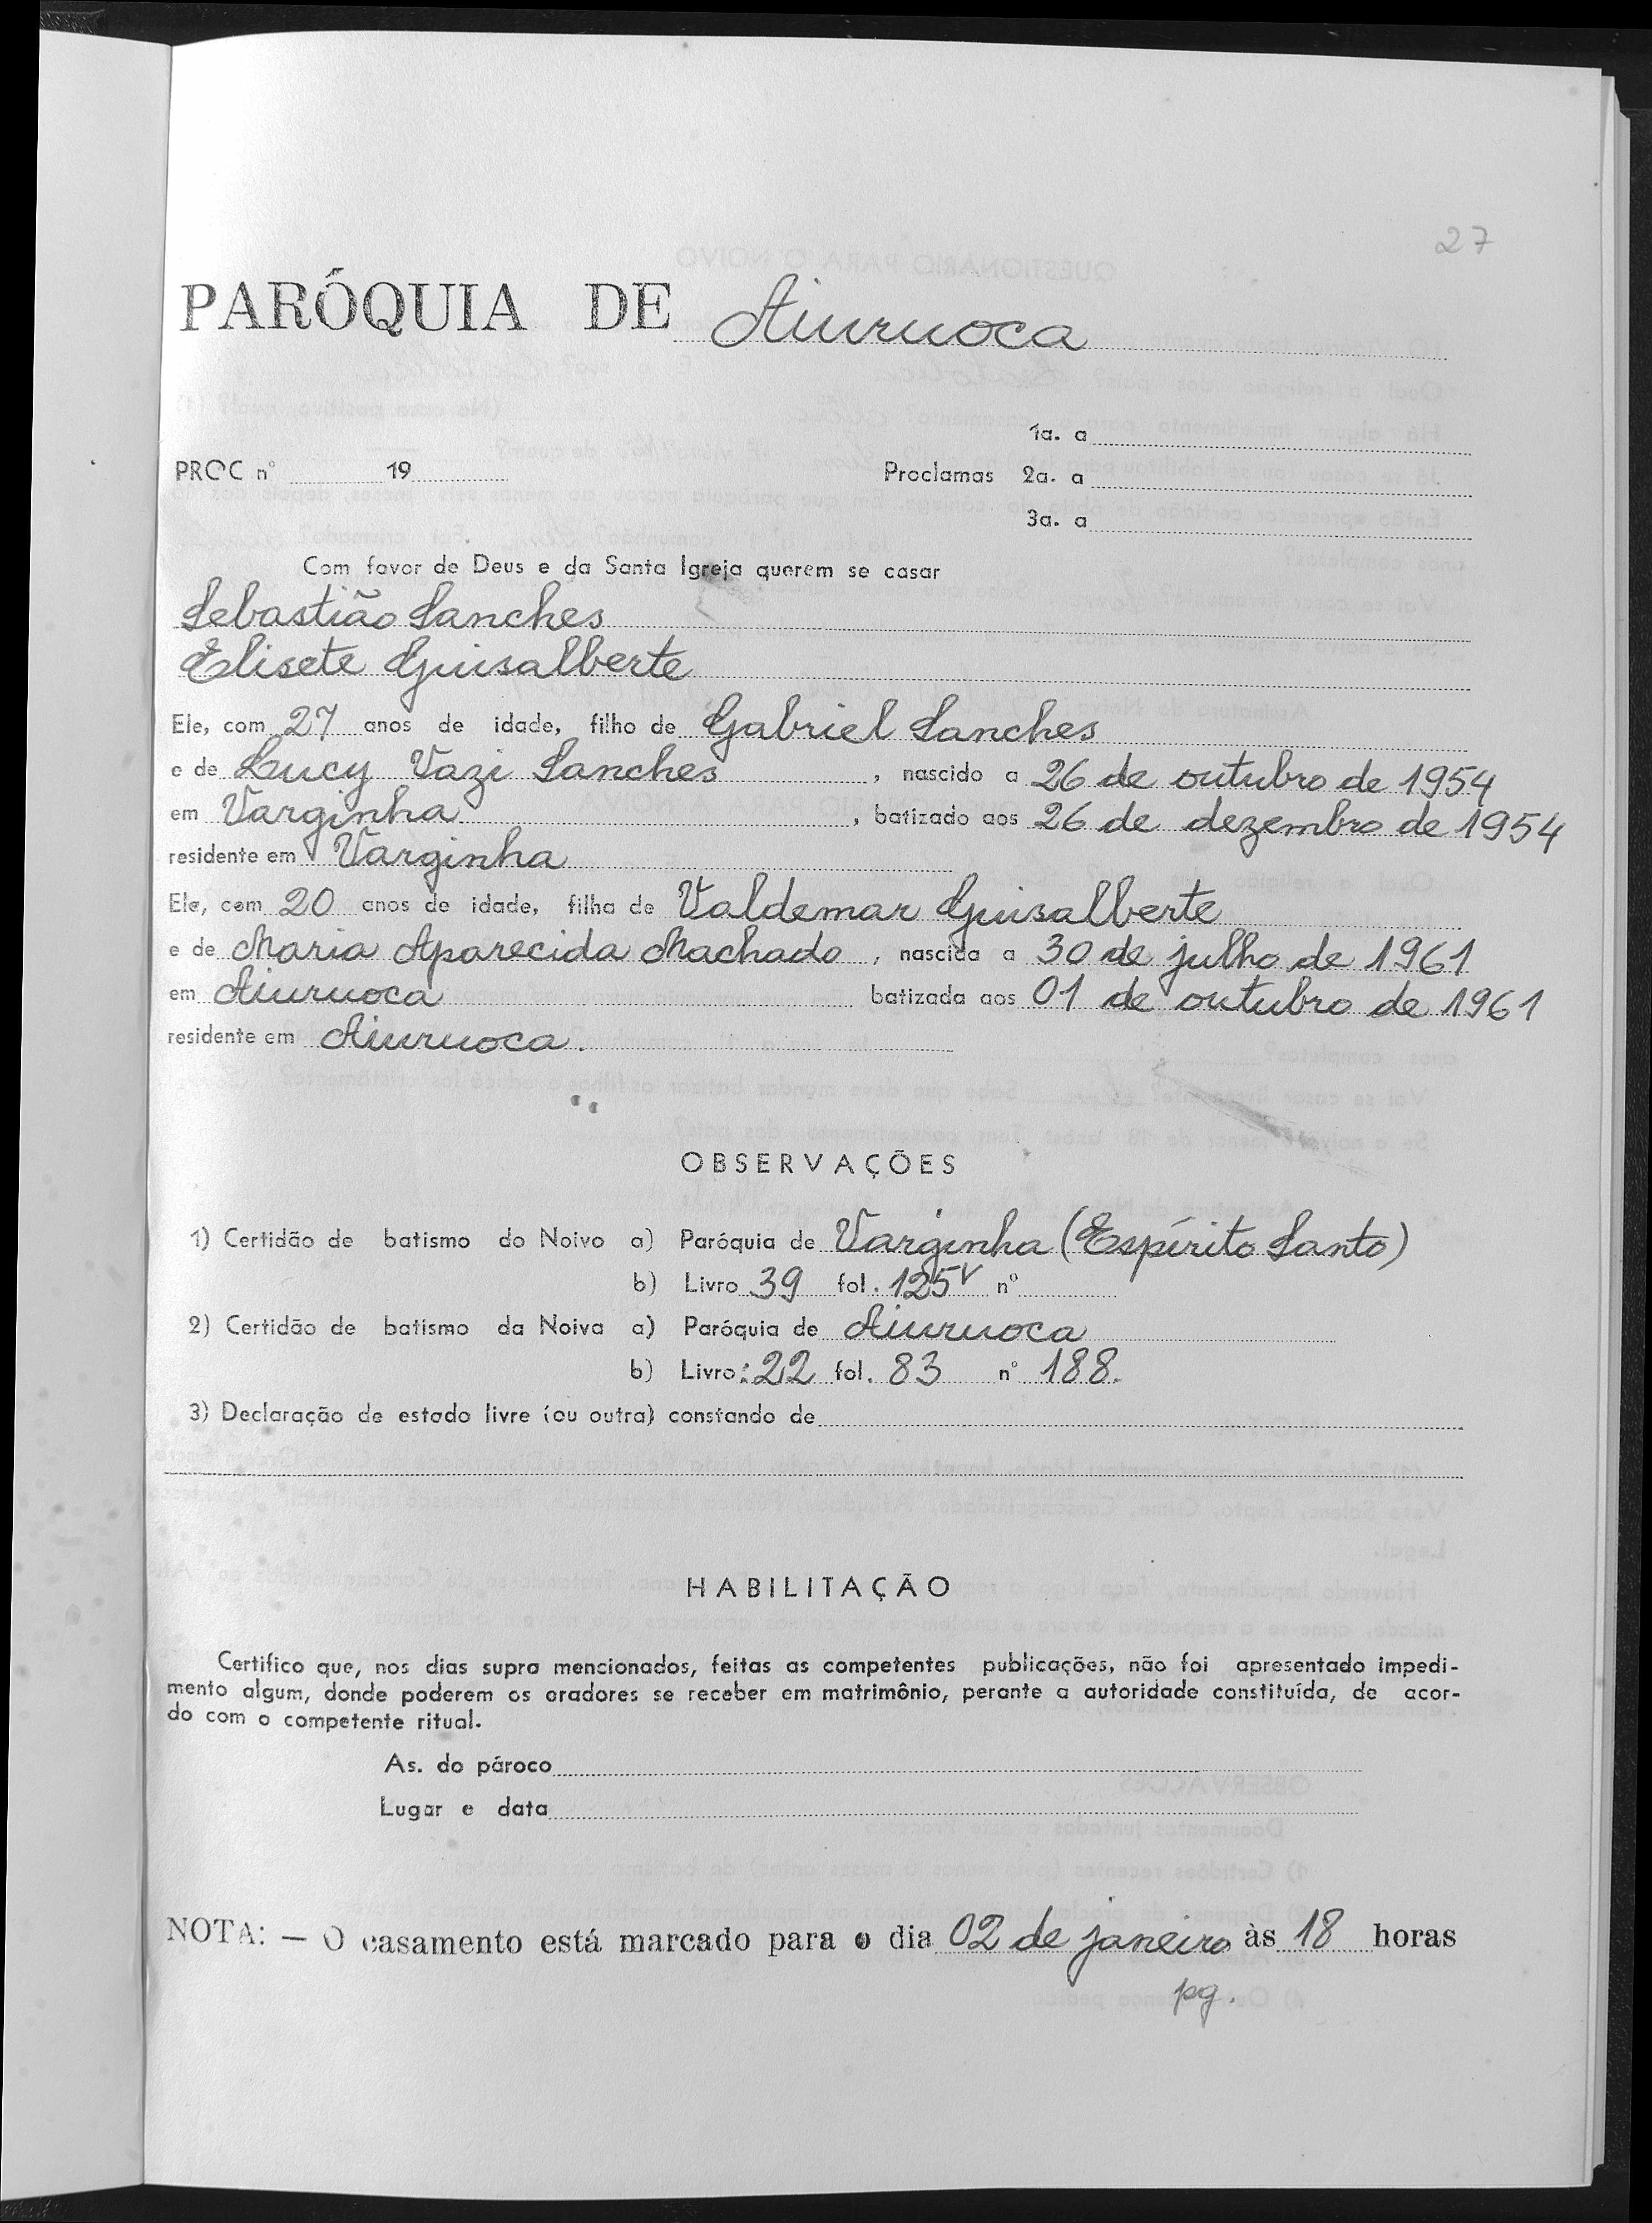 27
PARÓQUIA DE Aiuruoca
1a. a
PROC nº 19 Proclamas 2a. a
3a. a
Com favor de Deus e da Santa Igreja querem se casar
Sebastião Sanches
Elisete Guisalberte
Ele, com 27 anos de idade, filho de Gabriel Sanches
e de Lucy Vazi Sanches, nascido a 26 de outubro de 1954
em Varginha, batizado aos 26 de dezembro de 1954
residente em Varginha
Ela, com 20 anos de idade, filha de Valdemar Guisalberte
e de Maria Aparecida Machado, nascida a 30 de julho de 1961
em Aiuruoca batizada aos 01 de outubro de 1961
residente em Aiuruoca.
OBSERVAÇÕES
1) Certidão de batismo do Noivo a) Paróquia de Varginha (Espírito Santo)
b) Livro 39 fol. 125v nº
2) Certidão de batismo da Noiva a) Paróquia de Aiuruoca
b) Livro: 22 fol. 83 nº 188.
3) Declaração de estado livre (ou outra) constando de
HABILITAÇÃO
Certifico que, nos dias supra mencionados, feitas as competentes publicações, não foi apresentado impedi-
mento algum, donde poderem os oradores se receber em matrimônio, perante a autoridade constituída, de acor-
do com o competente ritual.
As. do pároco
Lugar e data
NOTA: — O casamento está marcado para o dia 02 de janeiro às 18 horas
pg.